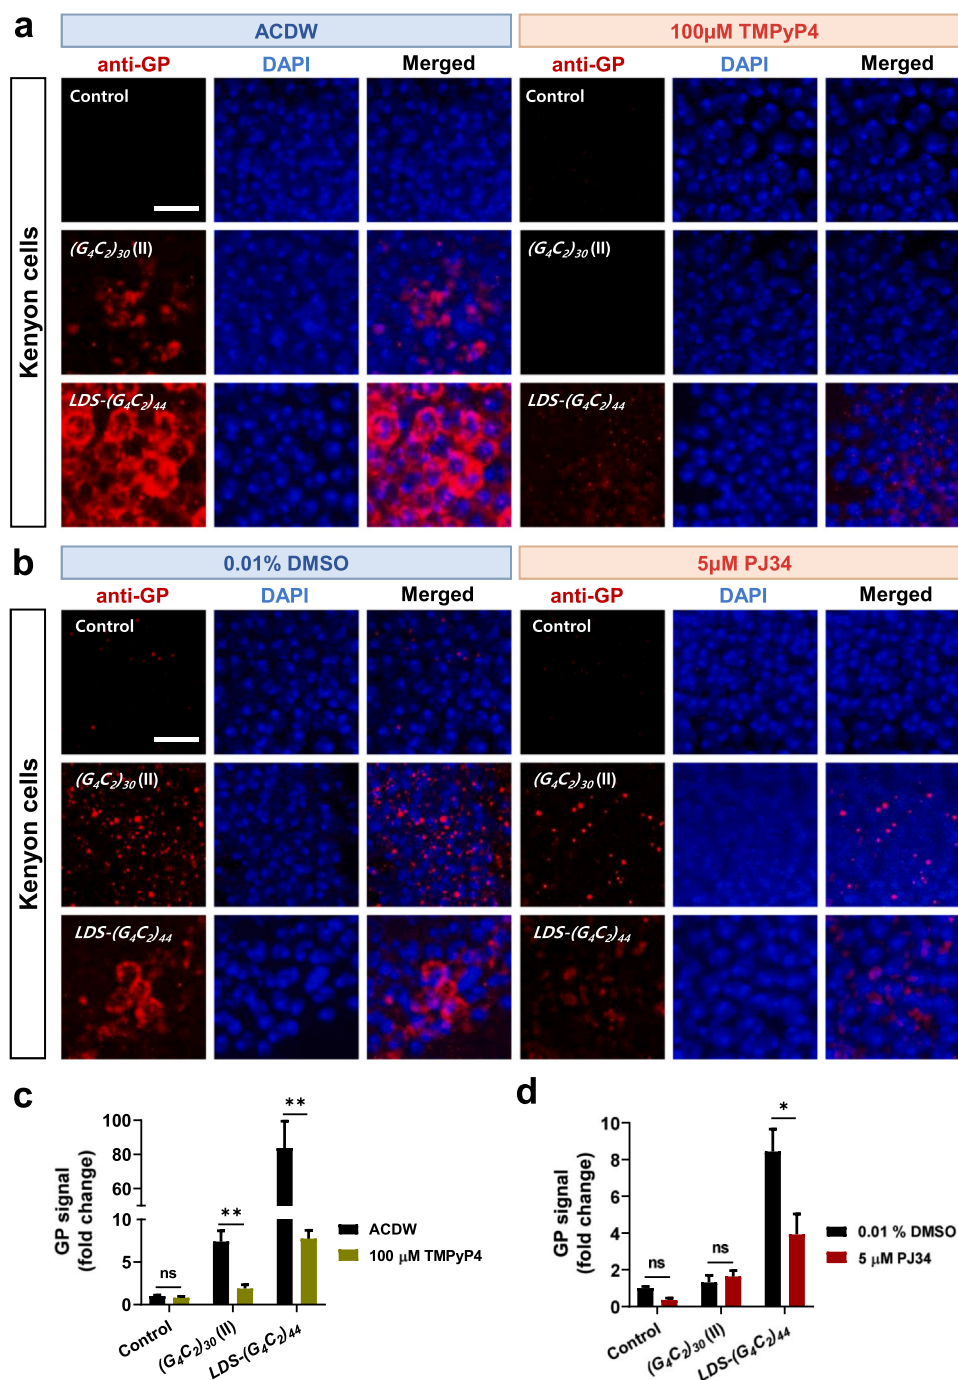 a
ACDW
100μM TMPyP4
anti-GP DAPI Merged anti-GP DAPI Merged
Kenyon cells
Control
Control
(G₄C₂)₃₀ (II)
(G₄C₂)₃₀ (II)
LDS-(G₄C₂)₄₄
LDS-(G₄C₂)₄₄
b
0.01% DMSO
5μM PJ34
anti-GP DAPI Merged anti-GP DAPI Merged
Kenyon cells
Control
Control
(G₄C₂)₃₀ (II)
(G₄C₂)₃₀ (II)
LDS-(G₄C₂)₄₄
LDS-(G₄C₂)₄₄
c
GP signal
(fold change)
100
80
60
10
5
0
ns
**
**
Control
(G₄C₂)₃₀ (II)
LDS-(G₄C₂)₄₄
ACDW
100 μM TMPyP4
d
GP signal
(fold change)
10
8
6
4
2
0
ns
ns
*
Control
(G₄C₂)₃₀ (II)
LDS-(G₄C₂)₄₄
0.01 % DMSO
5 μM PJ34